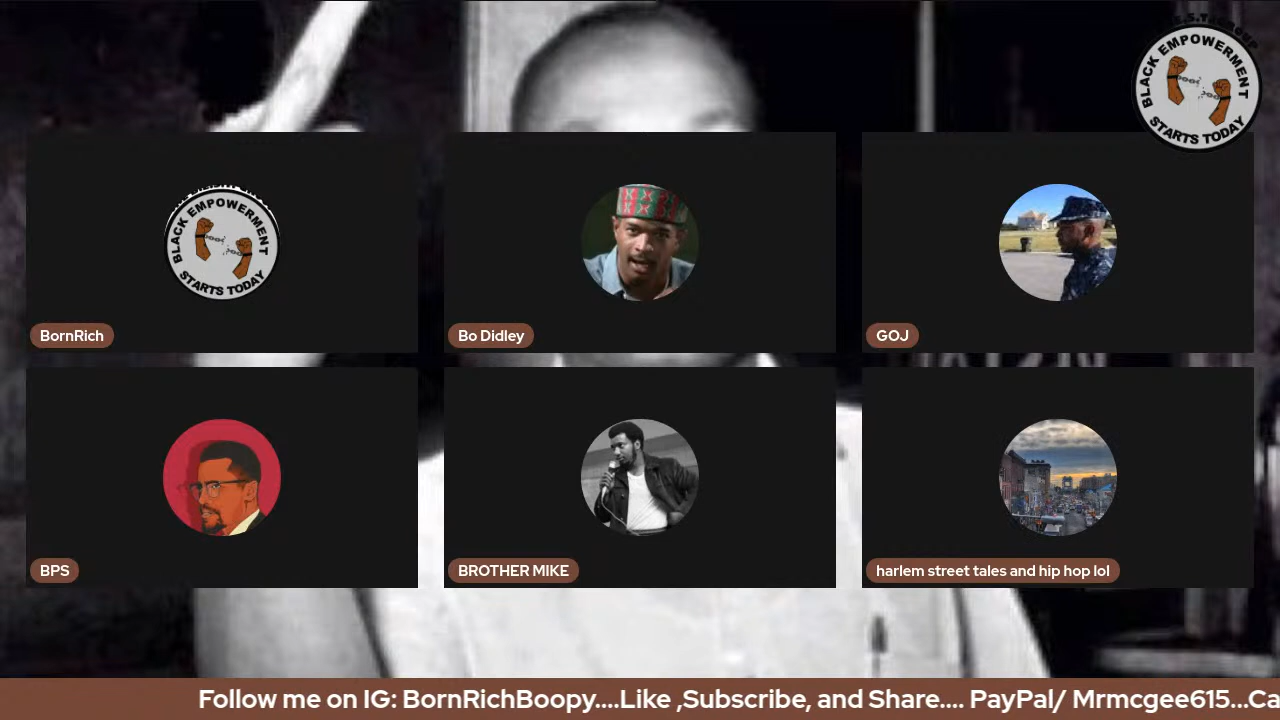 BLACK EMPOWERMENT
STARTS TODAY
BLACK EMPOWERMENT
STARTS TODAY
BornRich
Bo Didley
GOJ
BPS
BROTHER MIKE
harlem street tales and hip hop lol
Follow me on IG: BornRichBoopy....Like ,Subscribe, and Share.... PayPal/ Mrmcgee615...Ca